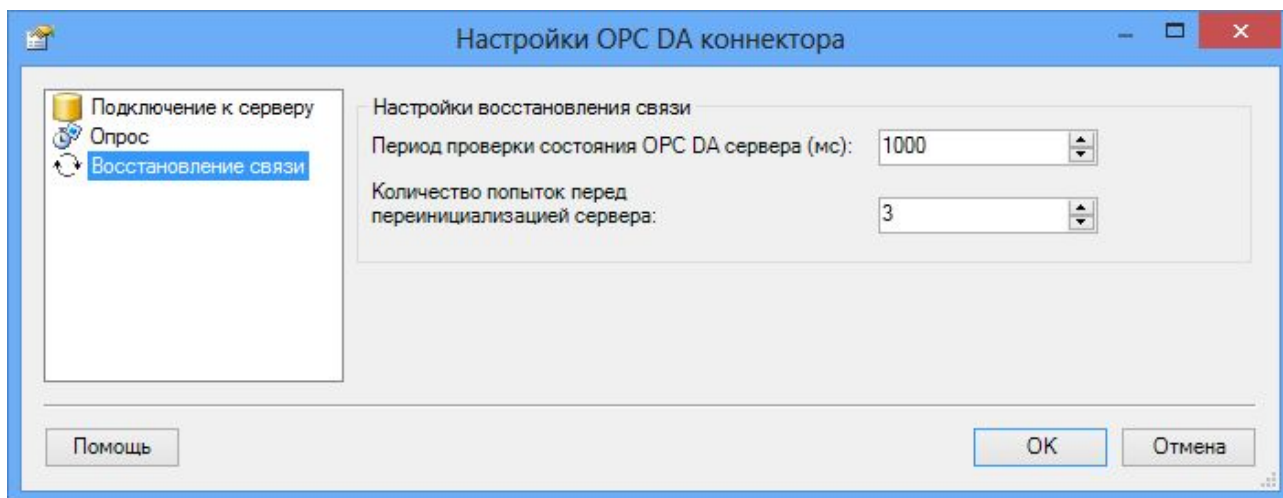 Настройки OPC DA коннектора
Подключение к серверу
Опрос
Восстановление связи
Настройки восстановления связи
Период проверки состояния OPC DA сервера (мс):
1000
Количество попыток перед
переинициализацией сервера:
3
Помощь
OK
Отмена